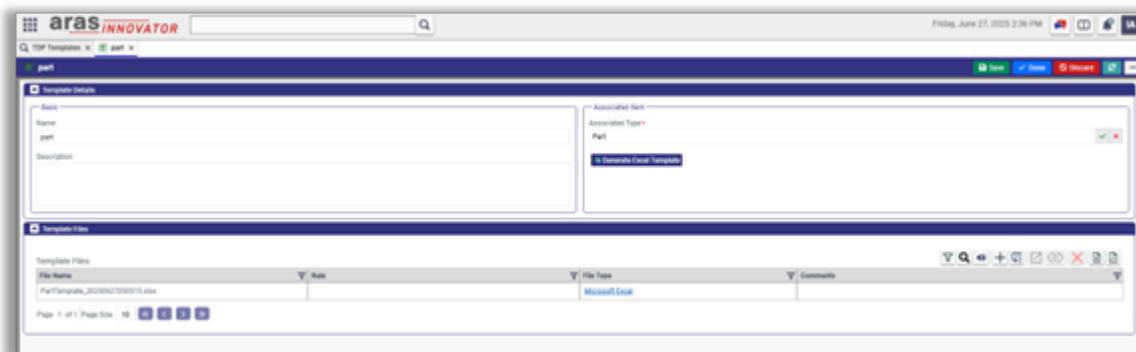 aras INNOVATOR
Friday, June 27, 2025 2:36 PM
IA
TDP Templates × part ×
part
Save Done Discard
Template Details
Basic
Associated Item
Name
Associated Type
part
Part
Description
Generate Excel Template
Template Files
Template Files
File Name Rule File Type Comments
Microsoft Excel
Page 1 of 1 Page Size 10